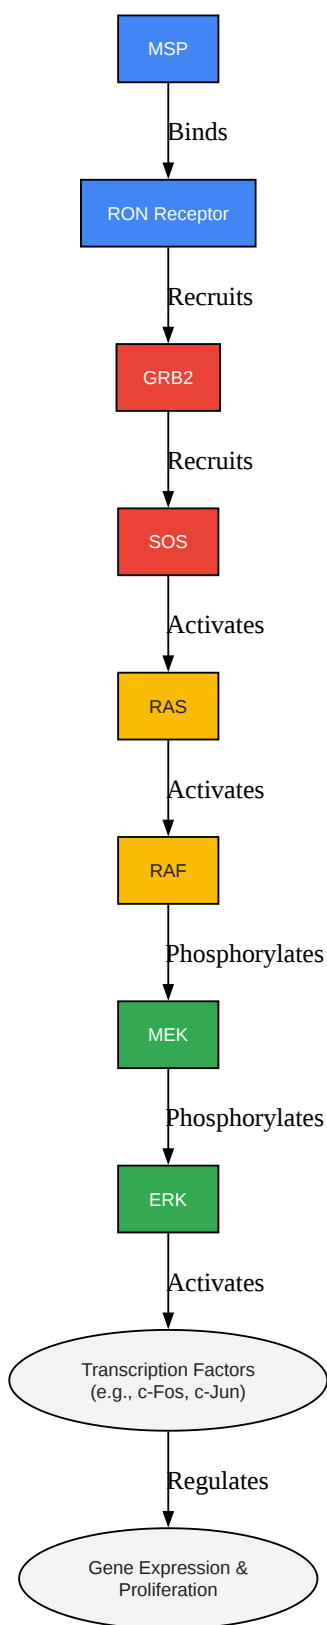 MSP
Binds
RON Receptor
Recruits
GRB2
Recruits
SOS
Activates
RAS
Activates
RAF
Phosphorylates
MEK
Phosphorylates
ERK
Activates
Transcription Factors
(e.g., c-Fos, c-Jun)
Regulates
Gene Expression &
Proliferation